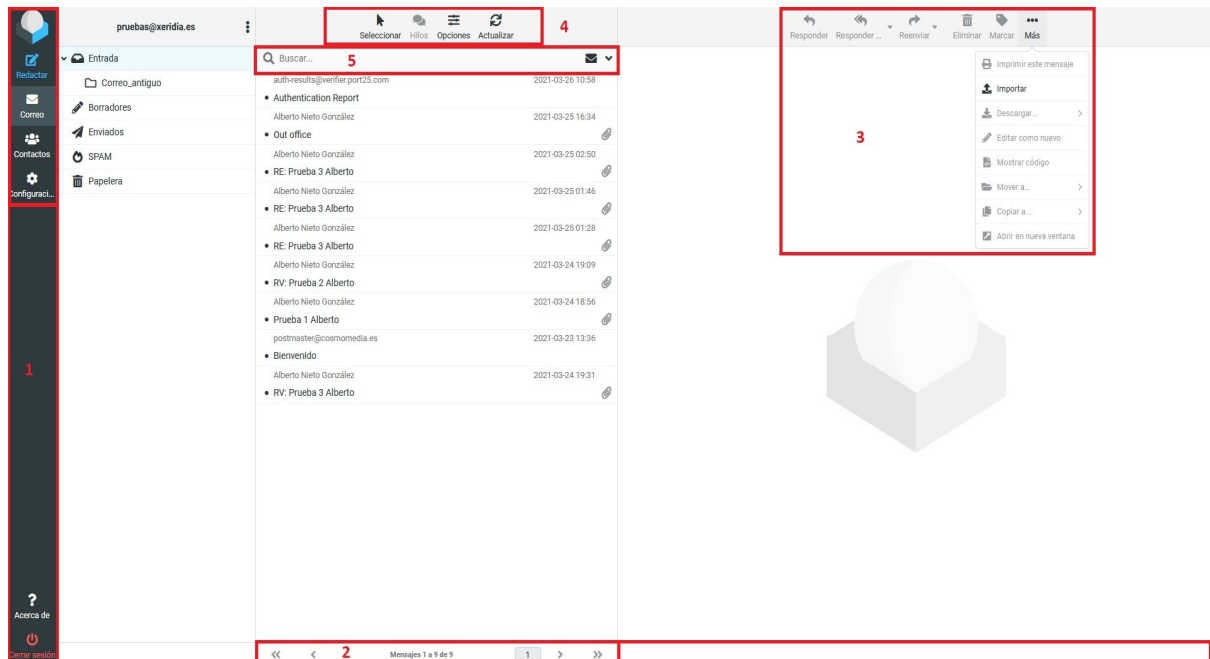 pruebas@xeridia.es
Redactar
Correo
Contactos
Configuraci...
1
Acerca de
Cerrar sesión
Entrada
Correo_antiguo
Borradores
Enviados
SPAM
Papelera
Seleccionar Hilos Opciones Actualizar
4
Buscar...
5
auth-results@verifier.port25.com 2021-03-26 10:58
• Authentication Report
Alberto Nieto González 2021-03-25 16:34
• Out office
Alberto Nieto González 2021-03-25 02:50
• RE: Prueba 3 Alberto
Alberto Nieto González 2021-03-25 01:46
• RE: Prueba 3 Alberto
Alberto Nieto González 2021-03-25 01:28
• RE: Prueba 3 Alberto
Alberto Nieto González 2021-03-24 19:09
• RV: Prueba 2 Alberto
Alberto Nieto González 2021-03-24 18:56
• Prueba 1 Alberto
postmaster@cosmomedia.es 2021-03-23 13:36
• Bienvenido
Alberto Nieto González 2021-03-24 19:31
• RV: Prueba 3 Alberto
2
Mensajes 1 a 9 de 9
1
Responder Responder ... Reenviar Eliminar Marcar Más
3
Imprimir este mensaje
Importar
Descargar...
Editar como nuevo
Mostrar código
Mover a...
Copiar a...
Abrir en nueva ventana